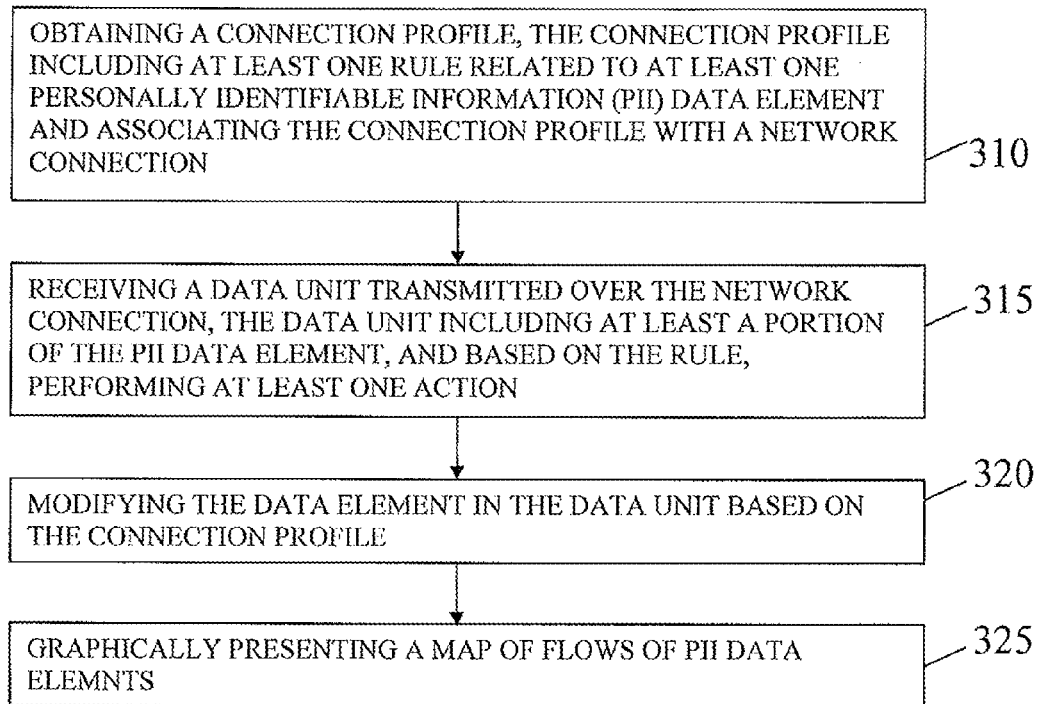 OBTAINING A CONNECTION PROFILE, THE CONNECTION PROFILE
INCLUDING AT LEAST ONE RULE RELATED TO AT LEAST ONE
PERSONALLY IDENTIFIABLE INFORMATION (PII) DATA ELEMENT
AND ASSOCIATING THE CONNECTION PROFILE WITH A NETWORK
CONNECTION
310
RECEIVING A DATA UNIT TRANSMITTED OVER THE NETWORK
CONNECTION, THE DATA UNIT INCLUDING AT LEAST A PORTION
OF THE PII DATA ELEMENT, AND BASED ON THE RULE,
PERFORMING AT LEAST ONE ACTION
315
MODIFYING THE DATA ELEMENT IN THE DATA UNIT BASED ON
THE CONNECTION PROFILE
320
GRAPHICALLY PRESENTING A MAP OF FLOWS OF PII DATA
ELEMNTS
325